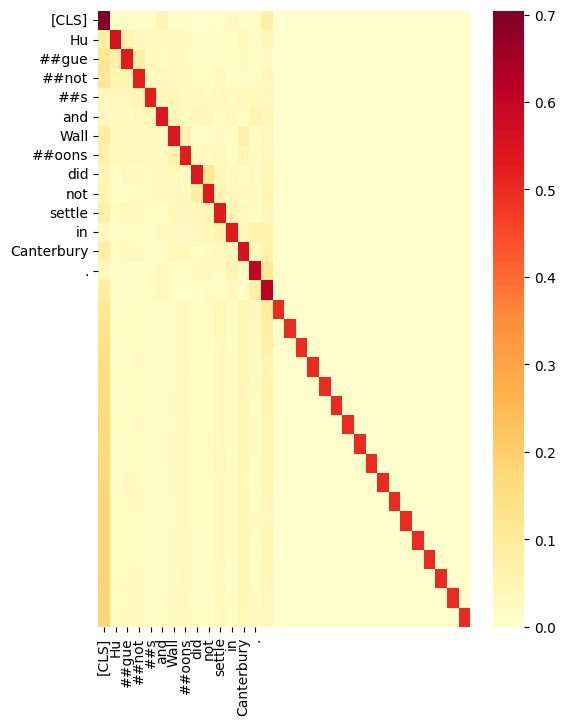 [CLS]
Hu
##gue
##not
##s
and
Wall
##oons
did
not
settle
in
Canterbury
.
0.7
0.6
0.5
0.4
0.3
0.2
0.1
0.0
[CLS]
Hu
##gue
##not
##s
and
Wall
##oons
did
not
settle
in
Canterbury
.